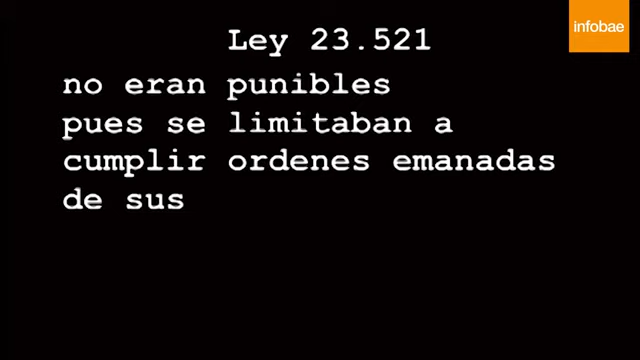 infobae
Ley 23.521
no eran punibles
pues se limitaban a
cumplir ordenes emanadas
de sus